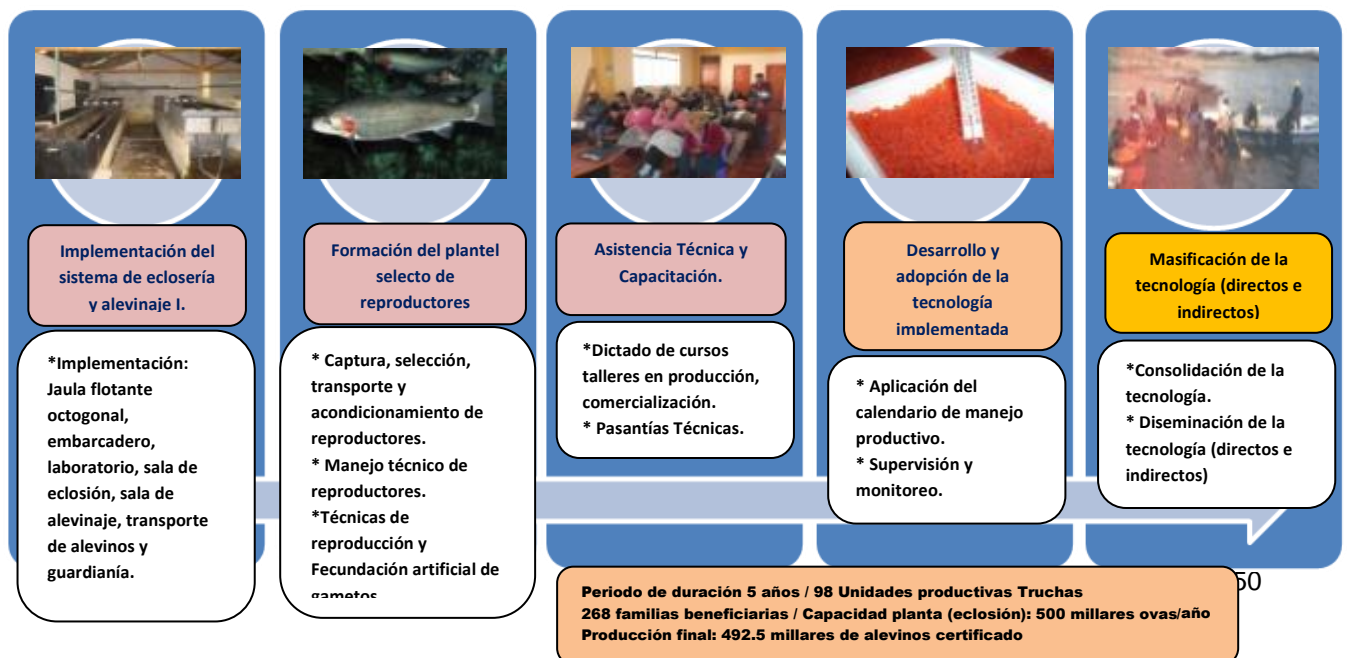 Implementación del
sistema de eclosería
y alevinaje I.
*Implementación:
Jaula flotante
octogonal,
embarcadero,
laboratorio, sala de
eclosión, sala de
alevinaje, transporte
de alevinos y
guardianía.
Formación del plantel
selecto de
reproductores
* Captura, selección,
transporte y
acondicionamiento de
reproductores.
* Manejo técnico de
reproductores.
*Técnicas de
reproducción y
Fecundación artificial de
gametos
Asistencia Técnica y
Capacitación.
*Dictado de cursos
talleres en producción,
comercialización.
* Pasantías Técnicas.
Desarrollo y
adopción de la
tecnología
implementada
* Aplicación del
calendario de manejo
productivo.
* Supervisión y
monitoreo.
Masificación de la
tecnología (directos e
indirectos)
*Consolidación de la
tecnología.
* Diseminación de la
tecnología (directos e
indirectos)
Periodo de duración 5 años / 98 Unidades productivas Truchas
268 familias beneficiarias / Capacidad planta (eclosión): 500 millares ovas/año
Producción final: 492.5 millares de alevinos certificado
50